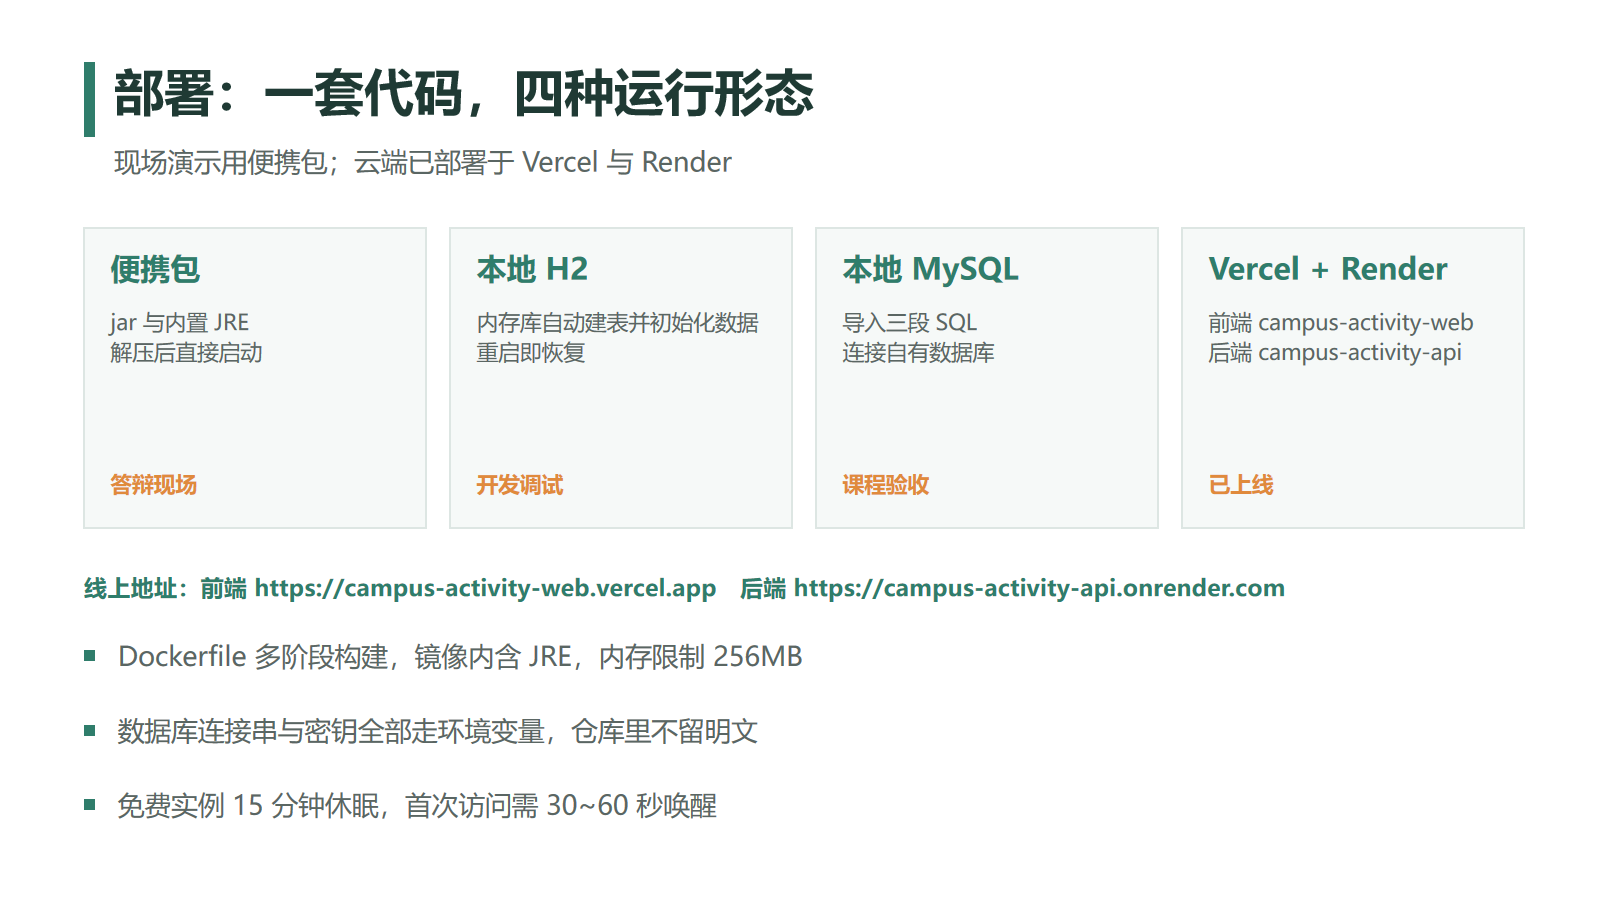 部署：一套代码，四种运行形态
现场演示用便携包；云端已部署于 Vercel 与 Render
便携包
jar 与内置 JRE
解压后直接启动
答辩现场
本地 H2
内存库自动建表并初始化数据
重启即恢复
开发调试
本地 MySQL
导入三段 SQL
连接自有数据库
课程验收
Vercel + Render
前端 campus-activity-web
后端 campus-activity-api
已上线
线上地址：前端 https://campus-activity-web.vercel.app　后端 https://campus-activity-api.onrender.com
Dockerfile 多阶段构建，镜像内含 JRE，内存限制 256MB
数据库连接串与密钥全部走环境变量，仓库里不留明文
免费实例 15 分钟休眠，首次访问需 30~60 秒唤醒